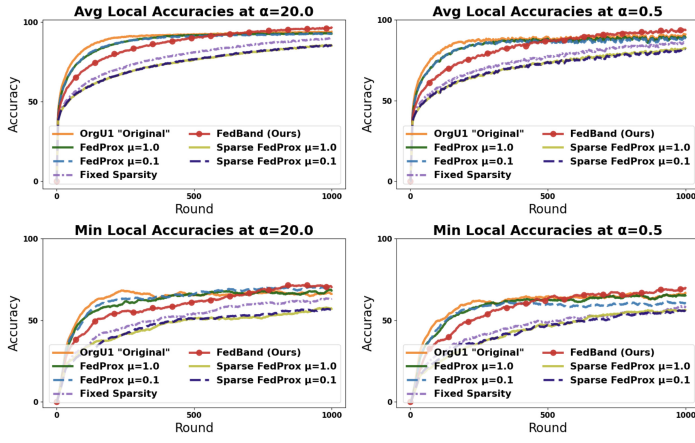 Avg Local Accuracies at α=20.0
Accuracy
100
50
0
OrgU1 "Original"
FedProx μ=1.0
FedProx μ=0.1
Fixed Sparsity
FedBand (Ours)
Sparse FedProx μ=1.0
Sparse FedProx μ=0.1
0 500 1000
Round
Avg Local Accuracies at α=0.5
Accuracy
100
50
0
OrgU1 "Original"
FedProx μ=1.0
FedProx μ=0.1
Fixed Sparsity
FedBand (Ours)
Sparse FedProx μ=1.0
Sparse FedProx μ=0.1
0 500 1000
Round
Min Local Accuracies at α=20.0
Accuracy
100
50
0
OrgU1 "Original"
FedProx μ=1.0
FedProx μ=0.1
Fixed Sparsity
FedBand (Ours)
Sparse FedProx μ=1.0
Sparse FedProx μ=0.1
0 500 1000
Round
Min Local Accuracies at α=0.5
Accuracy
100
50
0
OrgU1 "Original"
FedProx μ=1.0
FedProx μ=0.1
Fixed Sparsity
FedBand (Ours)
Sparse FedProx μ=1.0
Sparse FedProx μ=0.1
0 500 1000
Round